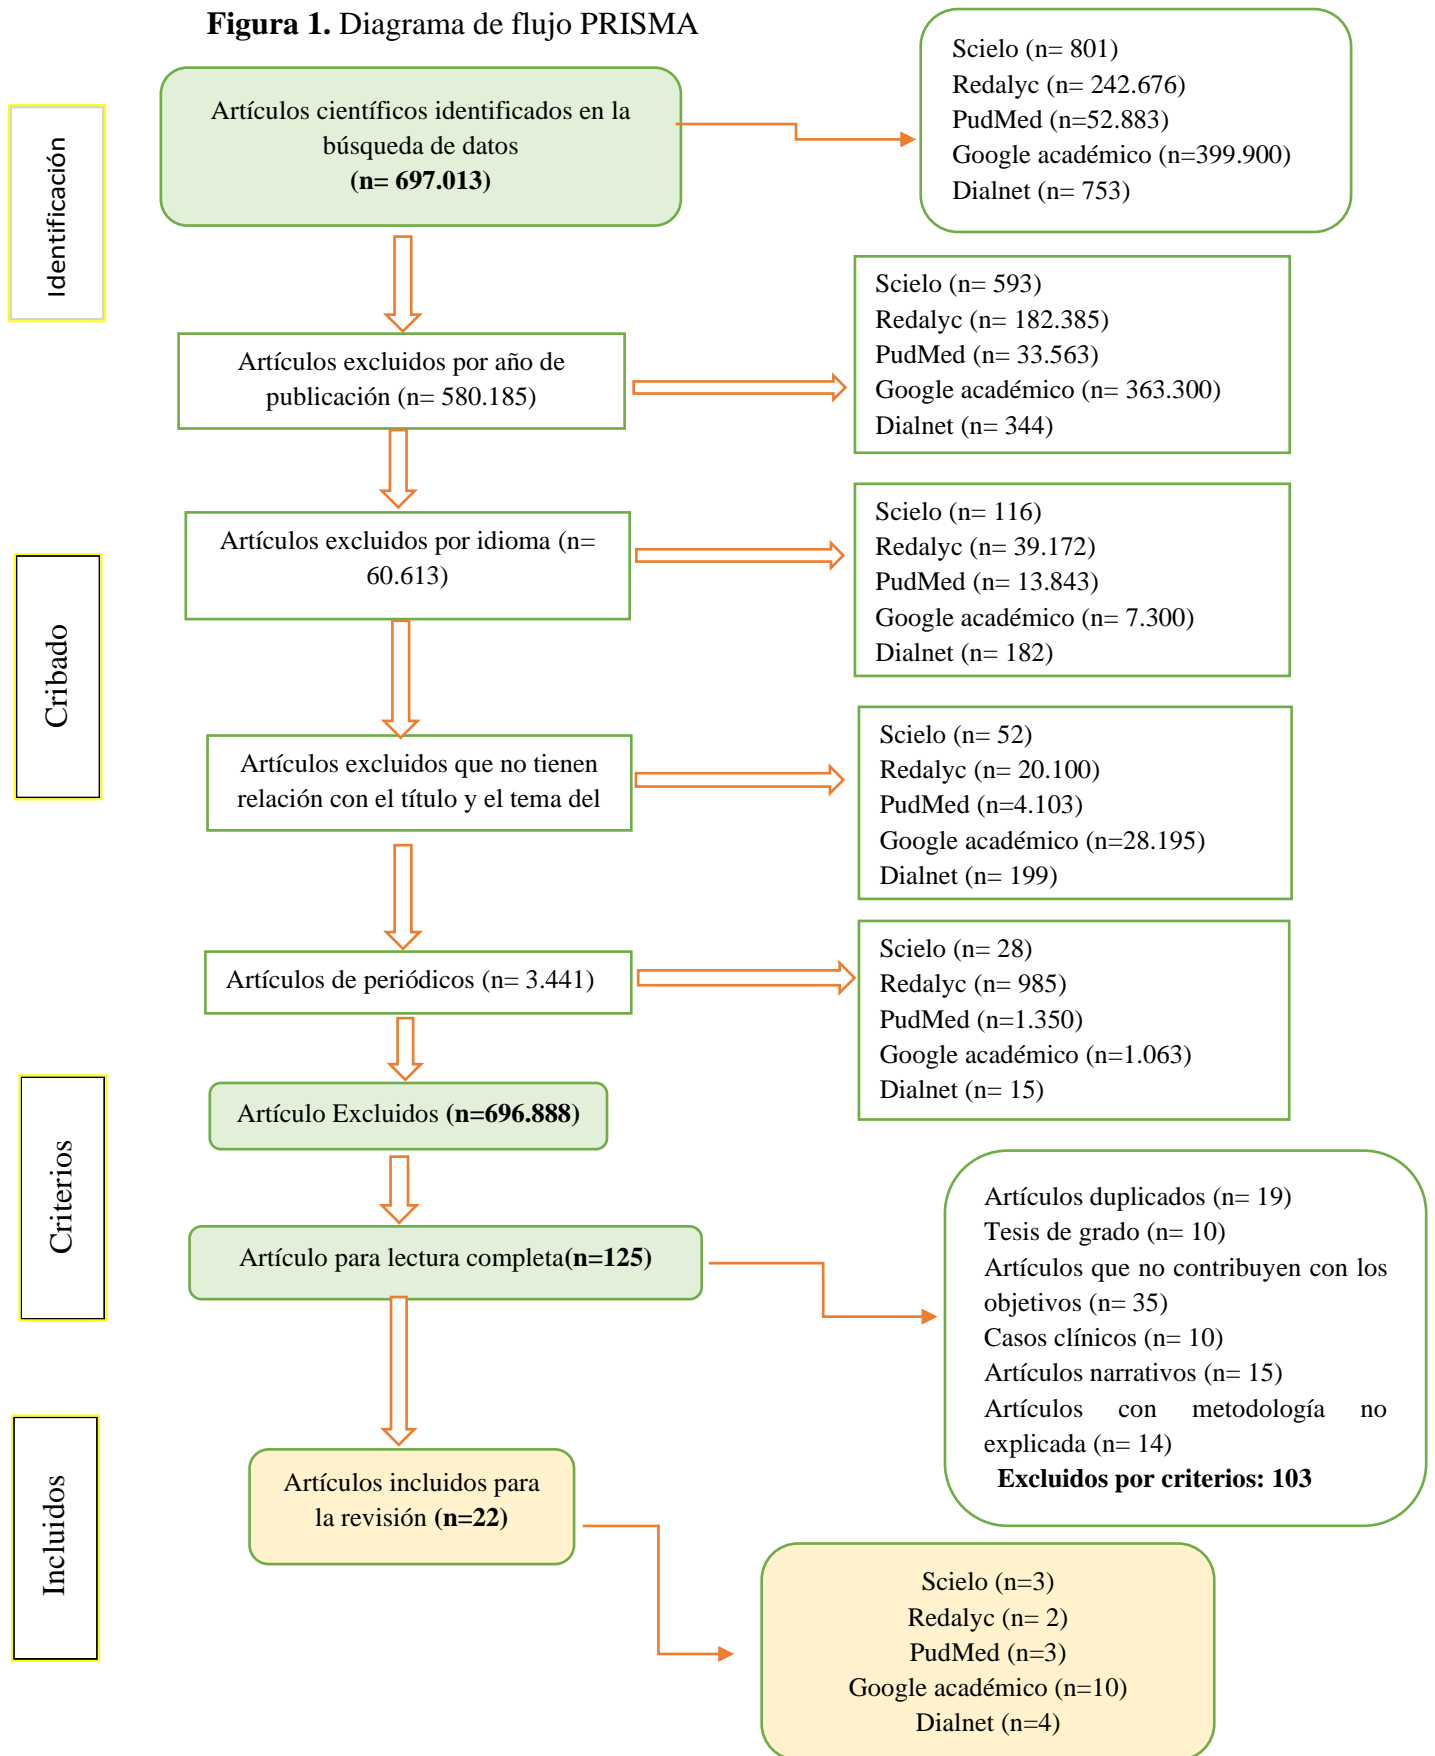 Figura 1. Diagrama de flujo PRISMA
Identificación
Artículos científicos identificados en la
búsqueda de datos
(n= 697.013)
Scielo (n= 801)
Redalyc (n= 242.676)
PudMed (n=52.883)
Google académico (n=399.900)
Dialnet (n= 753)
Artículos excluidos por año de
publicación (n= 580.185)
Scielo (n= 593)
Redalyc (n= 182.385)
PudMed (n= 33.563)
Google académico (n= 363.300)
Dialnet (n= 344)
Cribado
Artículos excluidos por idioma (n=
60.613)
Scielo (n= 116)
Redalyc (n= 39.172)
PudMed (n= 13.843)
Google académico (n= 7.300)
Dialnet (n= 182)
Artículos excluidos que no tienen
relación con el título y el tema del
Scielo (n= 52)
Redalyc (n= 20.100)
PudMed (n=4.103)
Google académico (n=28.195)
Dialnet (n= 199)
Artículos de periódicos (n= 3.441)
Scielo (n= 28)
Redalyc (n= 985)
PudMed (n=1.350)
Google académico (n=1.063)
Dialnet (n= 15)
Criterios
Artículo Excluidos (n=696.888)
Artículo para lectura completa(n=125)
Artículos duplicados (n= 19)
Tesis de grado (n= 10)
Artículos que no contribuyen con los
objetivos (n= 35)
Casos clínicos (n= 10)
Artículos narrativos (n= 15)
Artículos con metodología no
explicada (n= 14)
Excluidos por criterios: 103
Incluidos
Artículos incluidos para
la revisión (n=22)
Scielo (n=3)
Redalyc (n= 2)
PudMed (n=3)
Google académico (n=10)
Dialnet (n=4)